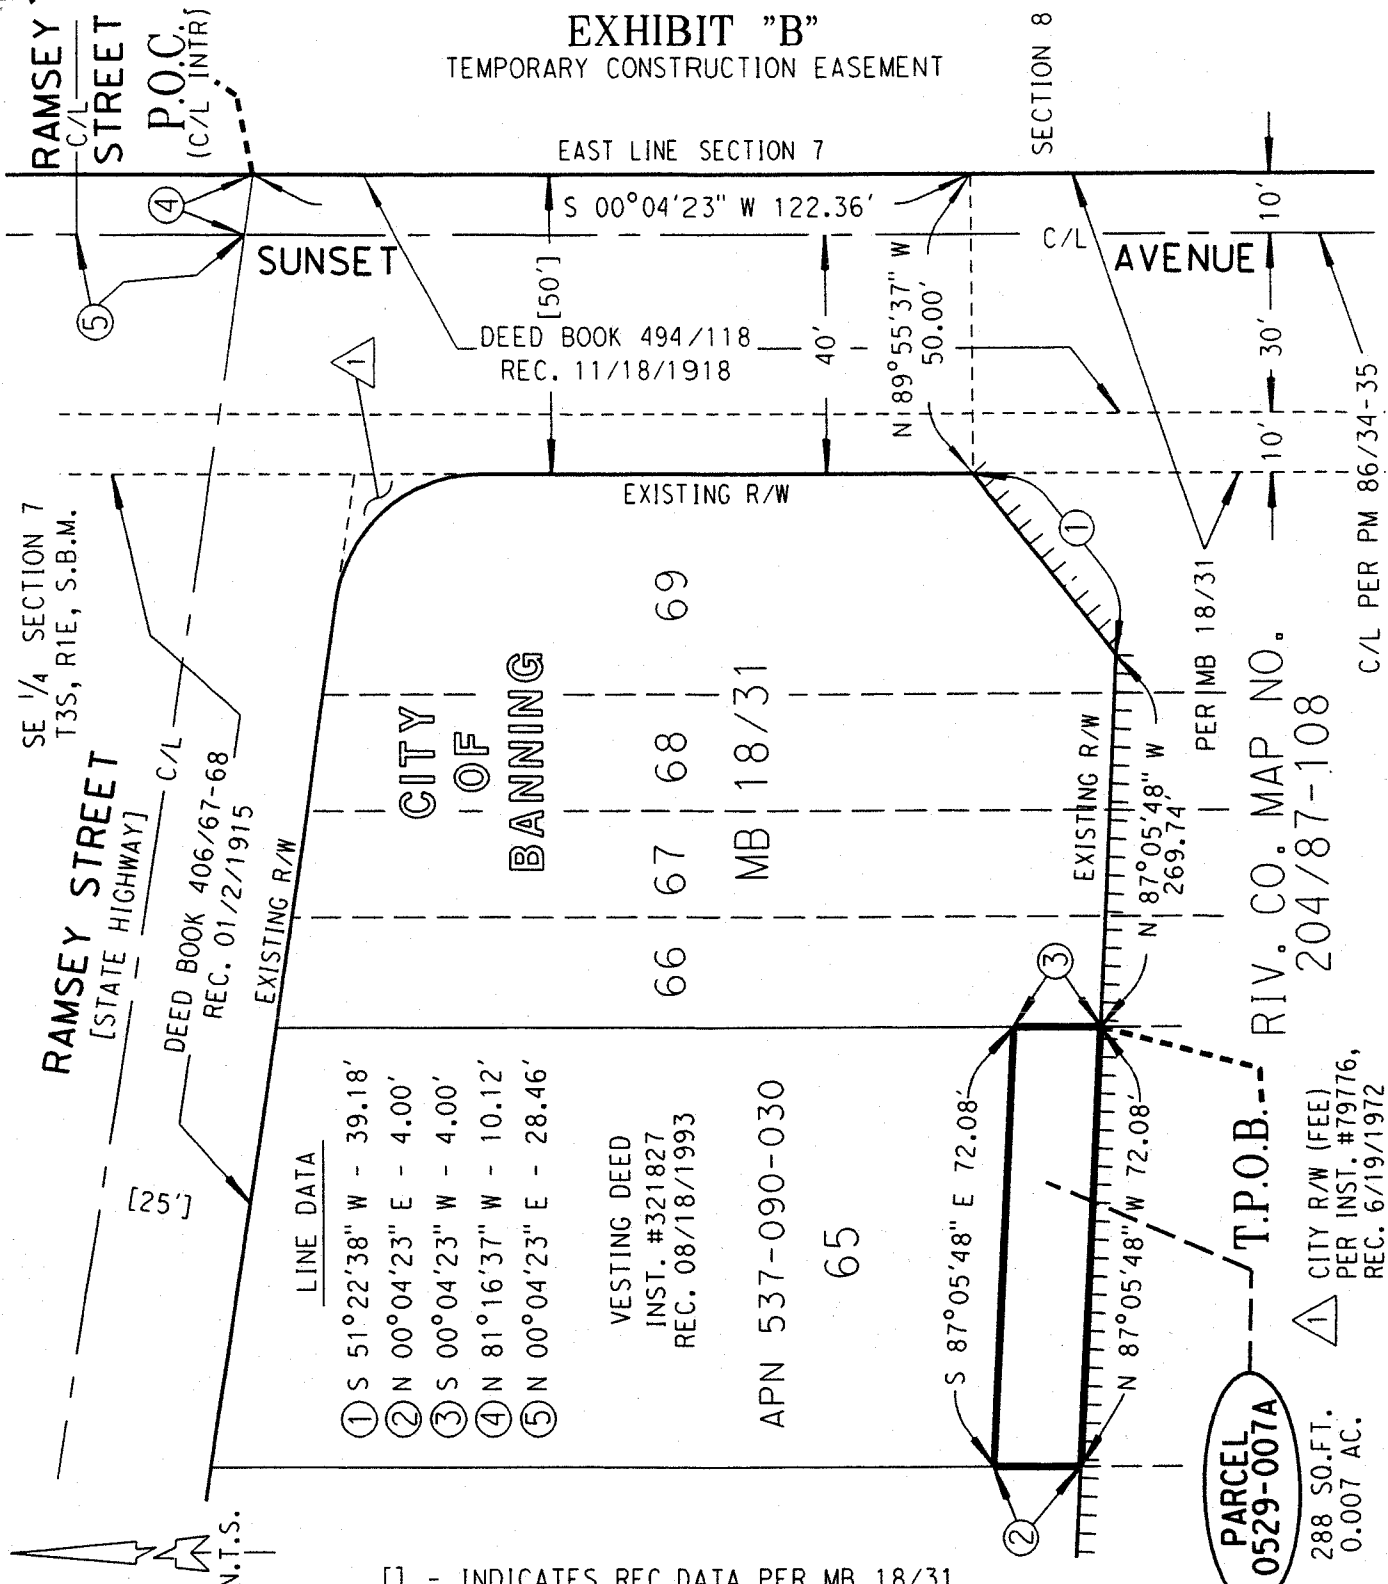 EXHIBIT "B"
TEMPORARY CONSTRUCTION EASEMENT
RAMSEY
C/L
STREET
P.O.C.
(C/L INTR)
SECTION 8
EAST LINE SECTION 7
S 00°04'23" W 122.36'
10'
4
5
SUNSET
C/L
AVENUE
[50']
DEED BOOK 494/118
REC. 11/18/1918
40'
N 89°55'37" W
50.00'
30'
10'
C/L PER PM 86/34-35
1
SE 1/4 SECTION 7
T3S, R1E, S.B.M.
EXISTING R/W
1
PER MB 18/31
RAMSEY STREET
[STATE HIGHWAY]
C/L
DEED BOOK 406/67-68
REC. 01/2/1915
EXISTING R/W
CITY
OF
BANNING
66 67 68 69
MB 18/31
EXISTING R/W
N 87°05'48" W
269.74'
RIV. CO. MAP NO.
204/87-108
3
[25']
LINE DATA
1 S 51°22'38" W - 39.18'
2 N 00°04'23" E - 4.00'
3 S 00°04'23" W - 4.00'
4 N 81°16'37" W - 10.12'
5 N 00°04'23" E - 28.46'
VESTING DEED
INST. #321827
REC. 08/18/1993
APN 537-090-030
65
S 87°05'48" E 72.08'
N 87°05'48" W 72.08'
2
T.P.O.B.
1 CITY R/W (FEE)
PER INST. #79776,
REC. 6/19/1972
PARCEL
0529-007A
288 SQ.FT.
0.007 AC.
N.T.S.
[] - INDICATES REC DATA PER MB 18/31